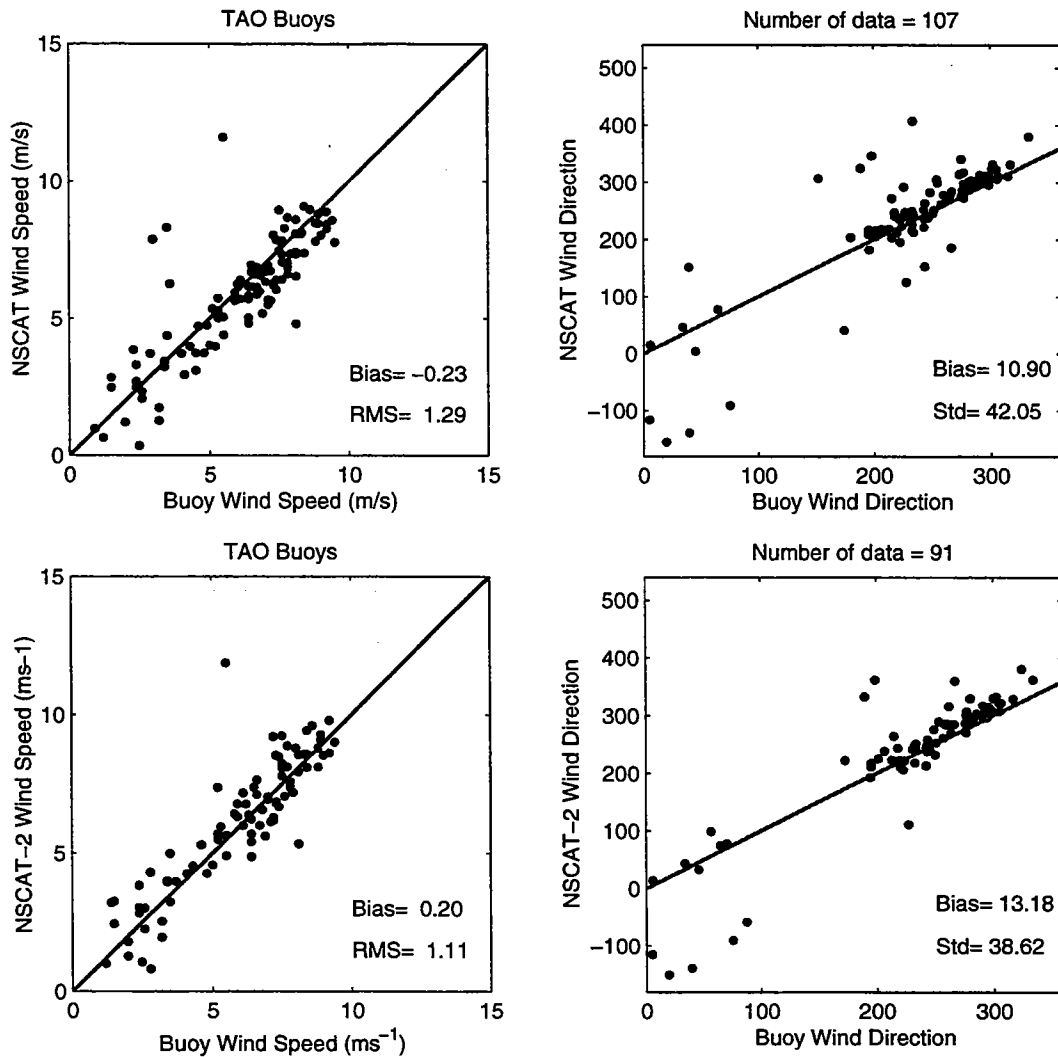 TAO Buoys
15
10
5
0
NSCAT Wind Speed (m/s)
Bias= −0.23
RMS= 1.29
0 5 10 15
Buoy Wind Speed (m/s)
Number of data = 107
500
400
300
200
100
0
−100
NSCAT Wind Direction
Bias= 10.90
Std= 42.05
0 100 200 300
Buoy Wind Direction
TAO Buoys
15
10
5
0
NSCAT−2 Wind Speed (ms−1)
Bias= 0.20
RMS= 1.11
0 5 10 15
Buoy Wind Speed (ms⁻¹)
Number of data = 91
500
400
300
200
100
0
−100
NSCAT−2 Wind Direction
Bias= 13.18
Std= 38.62
0 100 200 300
Buoy Wind Direction